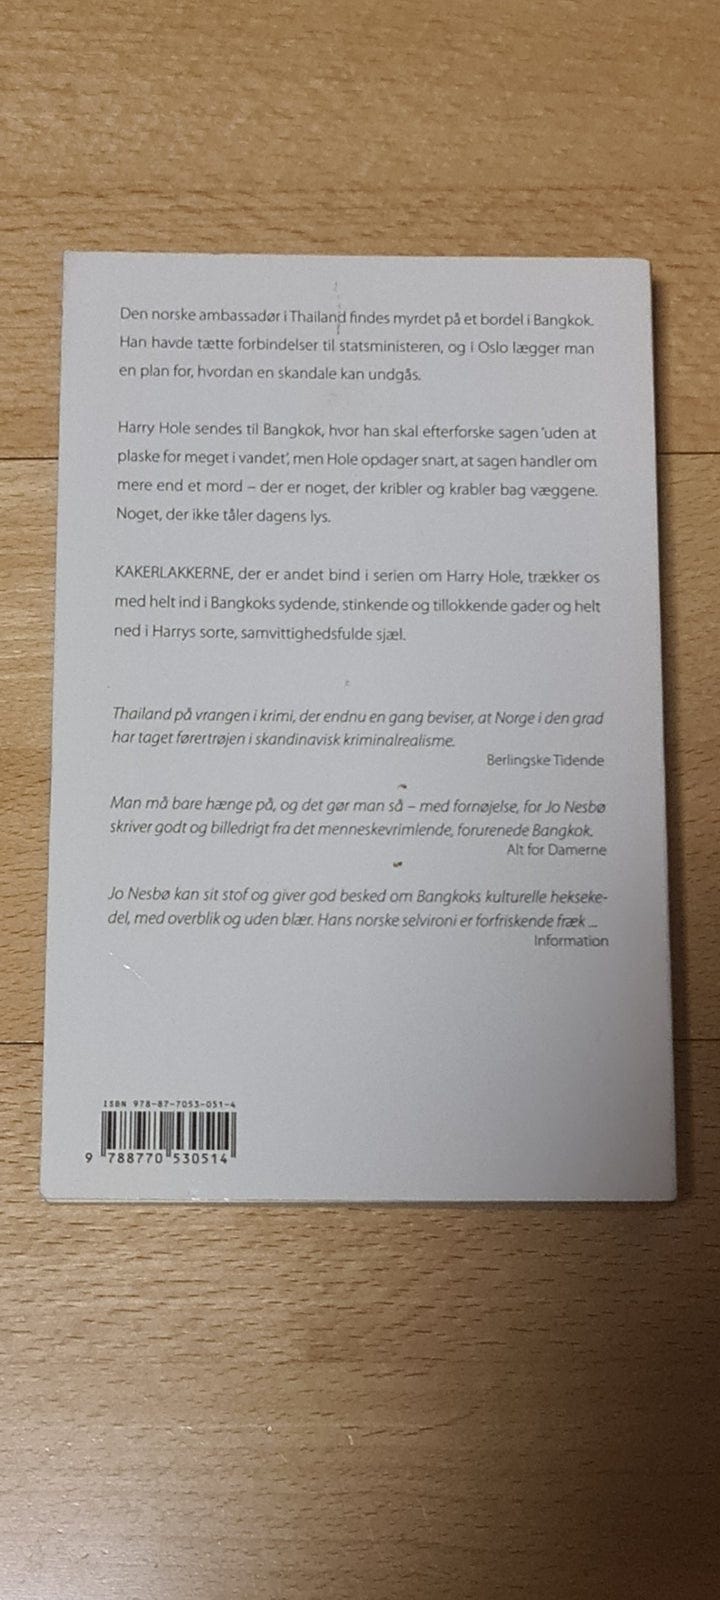 Den norske ambassadør i Thailand findes myrdet på et bordel i Bangkok.
Han havde tætte forbindelser til statsministeren, og i Oslo lægger man
en plan for, hvordan en skandale kan undgås.
Harry Hole sendes til Bangkok, hvor han skal efterforske sagen 'uden at
plaske for meget i vandet', men Hole opdager snart, at sagen handler om
mere end et mord – der er noget, der kribler og krabler bag væggene.
Noget, der ikke tåler dagens lys.
KAKERLAKKERNE, der er andet bind i serien om Harry Hole, trækker os
med helt ind i Bangkoks sydende, stinkende og tillokkende gader og helt
ned i Harrys sorte, samvittighedsfulde sjæl.
Thailand på vrangen i krimi, der endnu en gang beviser, at Norge i den grad
har taget førertrøjen i skandinavisk kriminalrealisme.
Berlingske Tidende
Man må bare hænge på, og det gør man så – med fornøjelse, for Jo Nesbø
skriver godt og billedrigt fra det menneskevrimlende, forurenede Bangkok.
Alt for Damerne
Jo Nesbø kan sit stof og giver god besked om Bangkoks kulturelle hekseke-
del, med overblik og uden blær. Hans norske selvironi er forfriskende fræk ...
Information
ISBN 978-87-7053-051-4
9 788770 530514